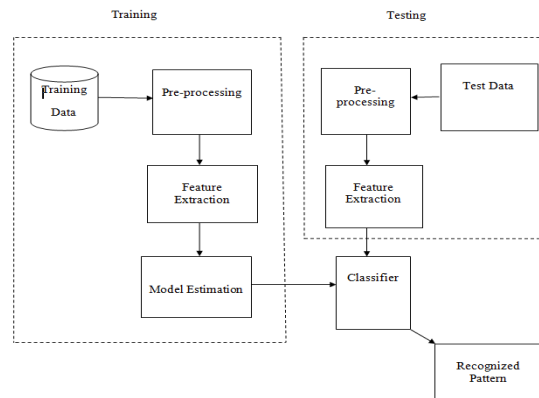 Training
Testing
Training
Data
Pre-processing
Pre-
processing
Test Data
Feature
Extraction
Feature
Extraction
Model Estimation
Classifier
Recognized
Pattern